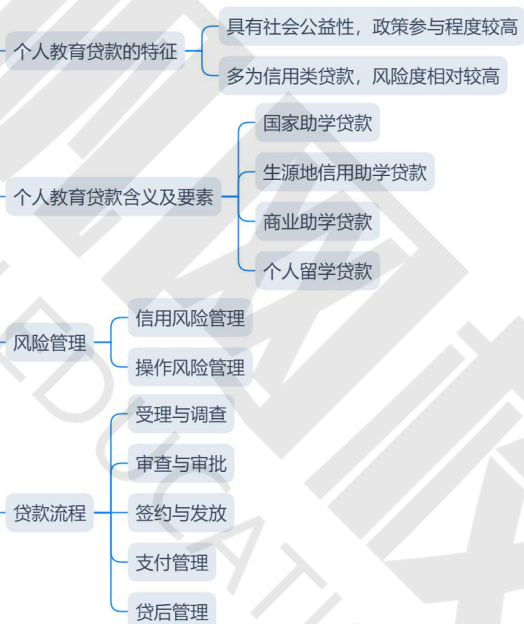 个人教育贷款的特征
具有社会公益性，政策参与程度较高
多为信用类贷款，风险度相对较高
个人教育贷款含义及要素
国家助学贷款
生源地信用助学贷款
商业助学贷款
个人留学贷款
风险管理
信用风险管理
操作风险管理
贷款流程
受理与调查
审查与审批
签约与发放
支付管理
贷后管理